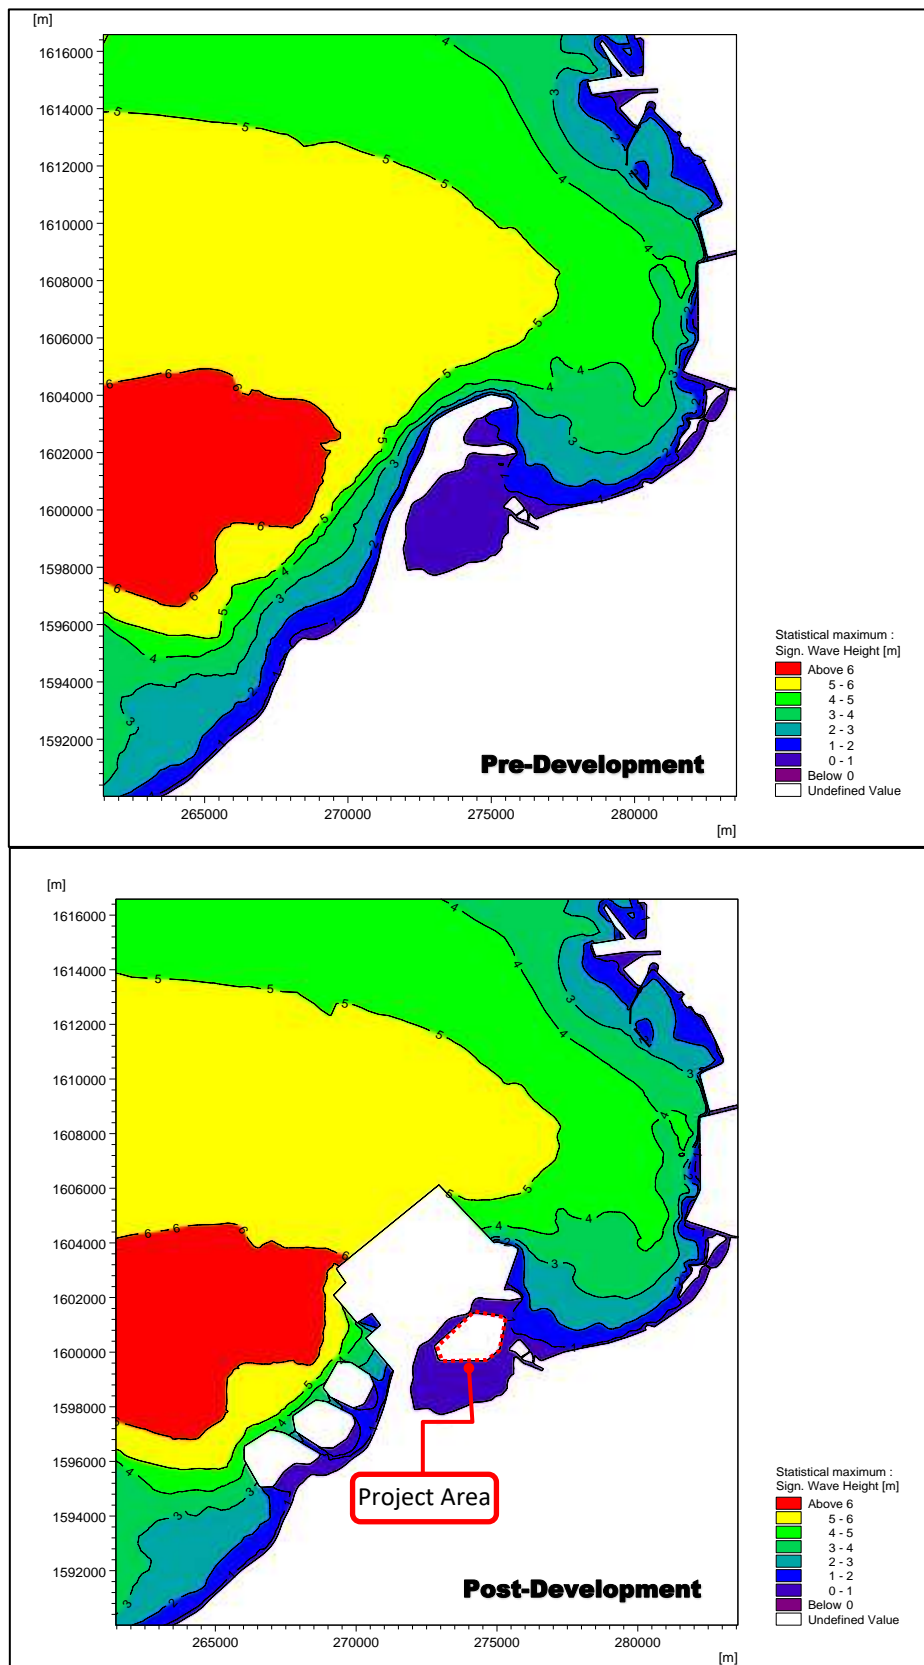 [m]
1616000
1614000
1612000
1610000
1608000
1606000
1604000
1602000
1600000
1598000
1596000
1594000
1592000
265000
270000
275000
280000
[m]
Pre-Development
Statistical maximum :
Sign. Wave Height [m]
Above 6
5 - 6
4 - 5
3 - 4
2 - 3
1 - 2
0 - 1
Below 0
Undefined Value
[m]
1616000
1614000
1612000
1610000
1608000
1606000
1604000
1602000
1600000
1598000
1596000
1594000
1592000
265000
270000
275000
280000
[m]
Project Area
Post-Development
Statistical maximum :
Sign. Wave Height [m]
Above 6
5 - 6
4 - 5
3 - 4
2 - 3
1 - 2
0 - 1
Below 0
Undefined Value